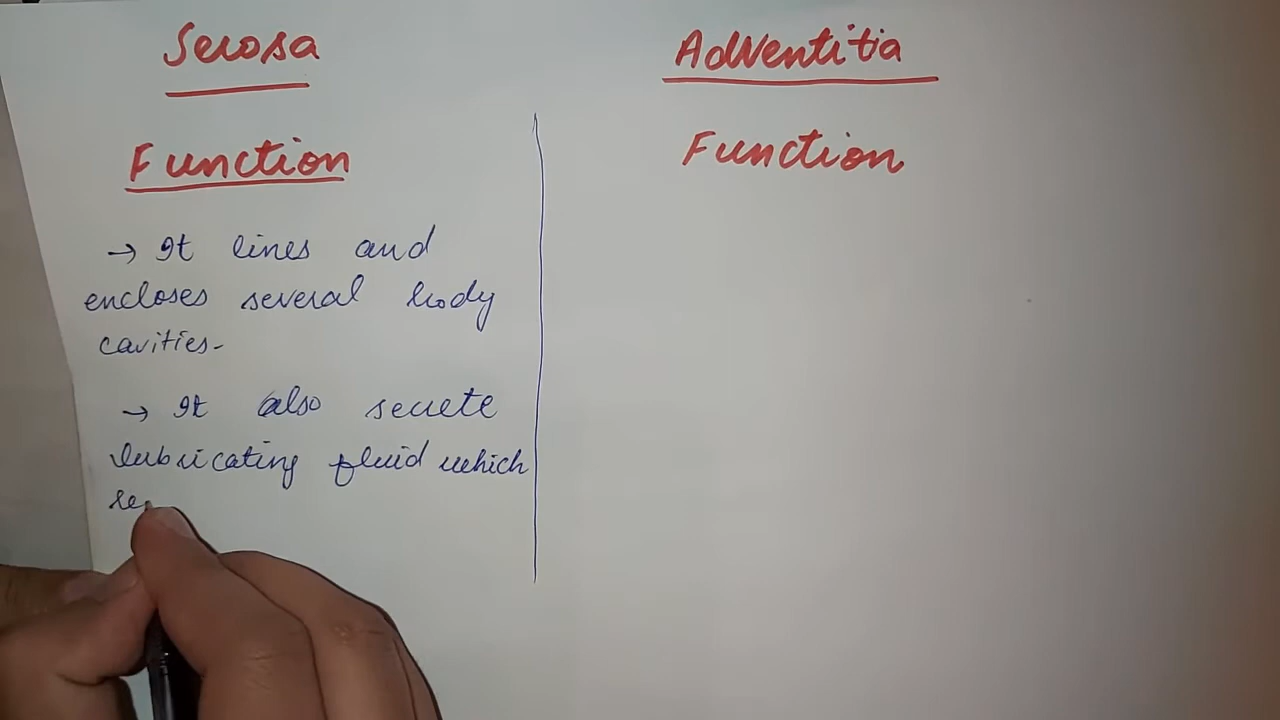 Serosa
Function
→ It lines and
encloses several body
cavities.
→ It also secrete
lubricating fluid which
Adventitia
Function